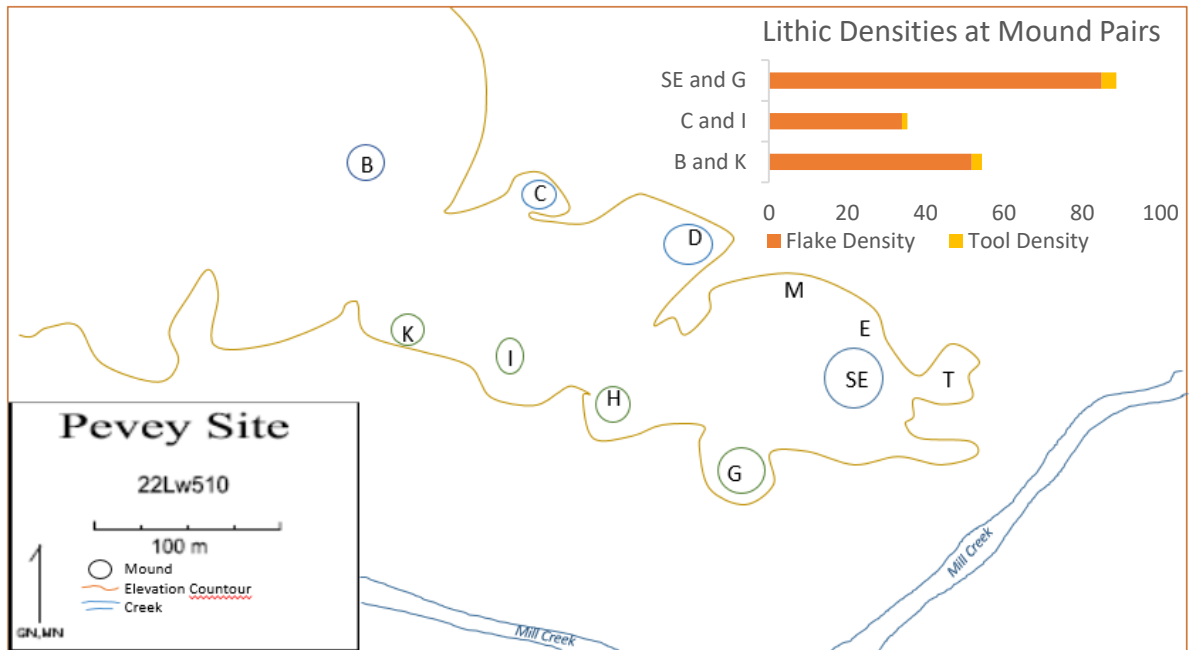 Lithic Densities at Mound Pairs
SE and G
C and I
B and K
0 20 40 60 80 100
Flake Density Tool Density
B
C
D
M
E
K
I
SE
T
H
G
Pevey Site
22Lw510
100 m
Mound
Elevation Countour
Creek
GN,MN
Mill Creek
Mill Creek